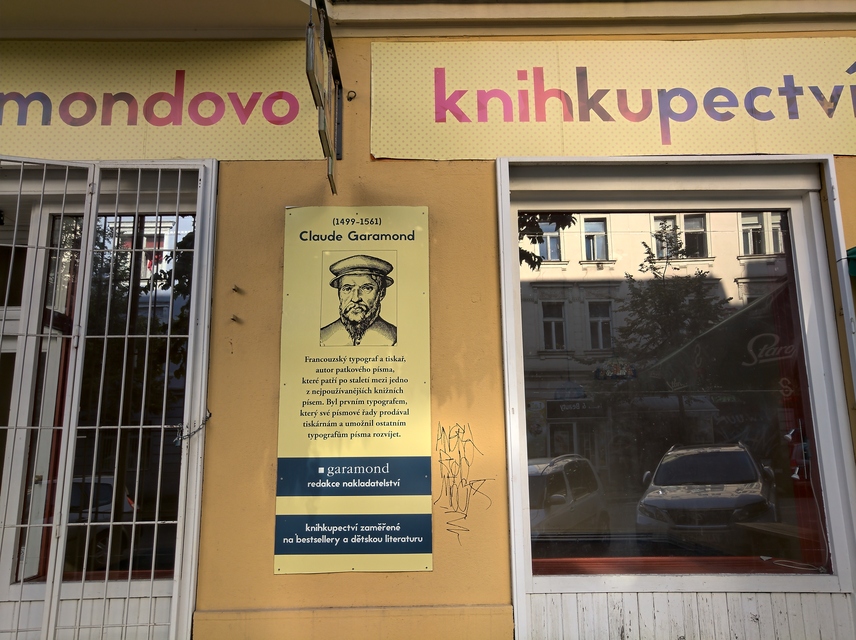 mondovo
knihkupectví
(1499-1561)
Claude Garamond
Francouzský typograf a tiskař,
autor patkového písma,
které patří po staletí mezi jedno
z nejpoužívanějších knižních
písem. Byl prvním typografem,
který své písmové řady prodával
tiskárnám a umožnil ostatním
typografům písma rozvíjet.
garamond
redakce nakladatelství
knihkupectví zaměřené
na bestsellery a dětskou literaturu